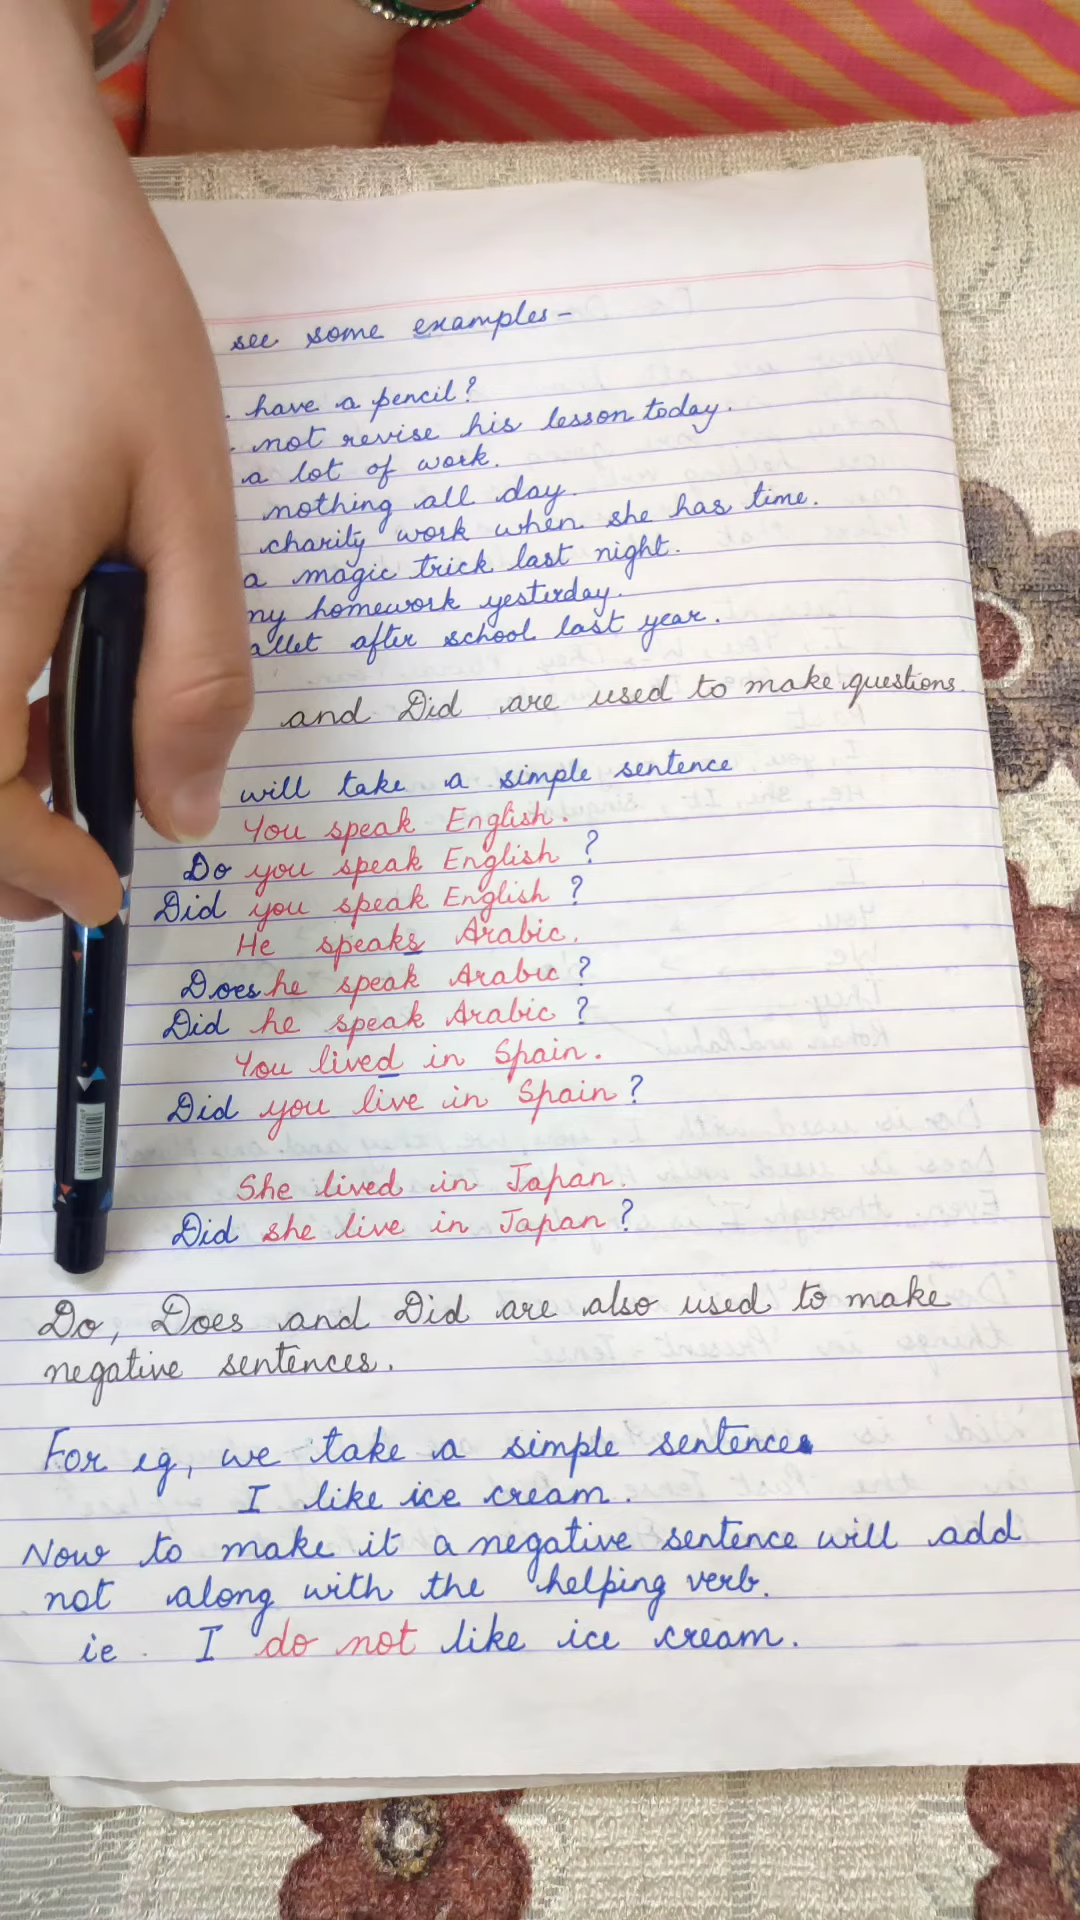 see some examples-
have a pencil?
not revise his lesson today.
a lot of work.
nothing all day.
charity work when she has time.
a magic trick last night.
my homework yesterday.
after school last year.
and Did are used to make questions.
will take a simple sentence
You speak English.
Do you speak English ?
Did you speak English ?
He speaks Arabic.
Does he speak Arabic ?
Did he speak Arabic ?
You lived in Spain.
Did you live in Spain ?
She lived in Japan.
Did she live in Japan ?
Do, Does and Did are also used to make
negative sentences.
For eg, we take a simple sentence
I like ice cream.
Now to make it a negative sentence will add
not along with the helping verb.
ie. I do not like ice cream.